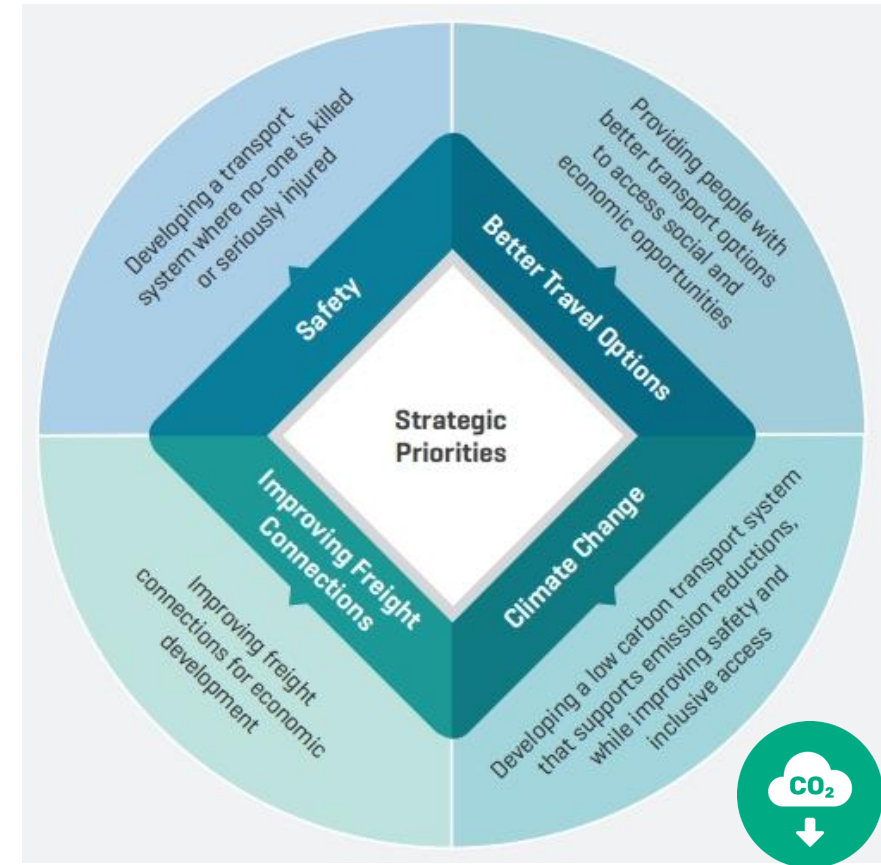 Developing a transport
system where no-one is killed
or seriously injured
Safety
Providing people with
better transport options
to access social and
economic opportunities
Better Travel Options
Strategic
Priorities
Improving Freight
Connections
Improving freight
connections for economic
development
Climate Change
Developing a low carbon transport system
that supports emission reductions,
while improving safety and
inclusive access
CO₂